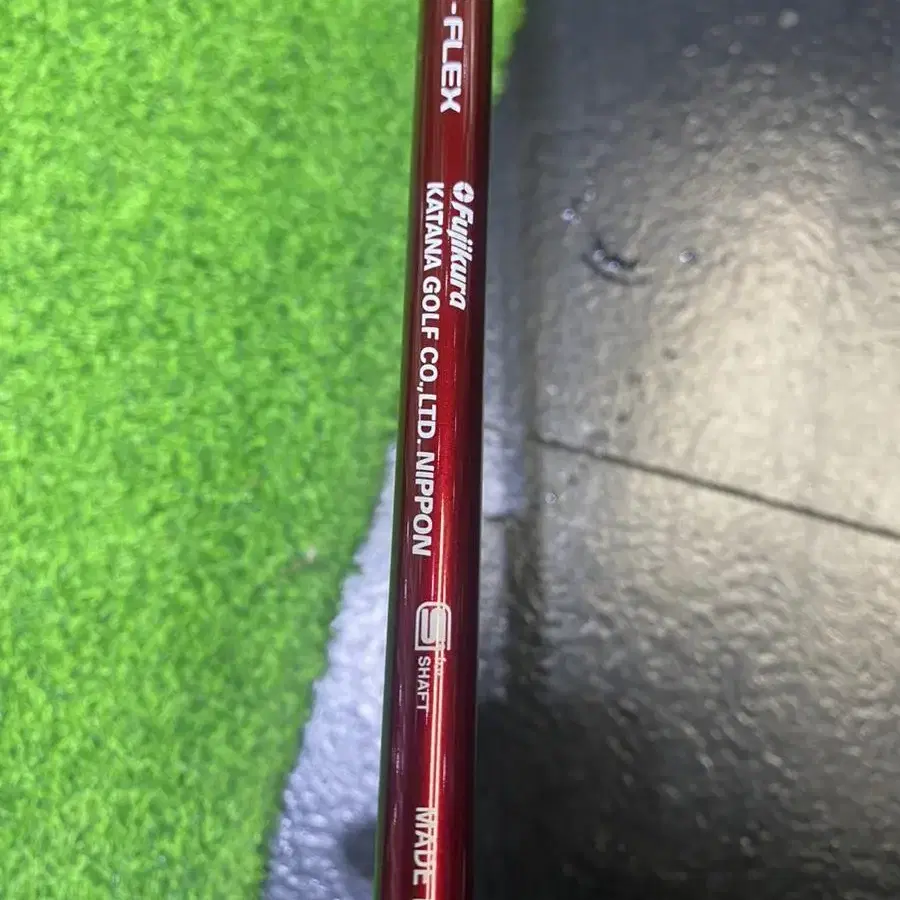 -FLEX
Fujikura
KATANA GOLF CO.,LTD. NIPPON
S
SHAFT
MADE